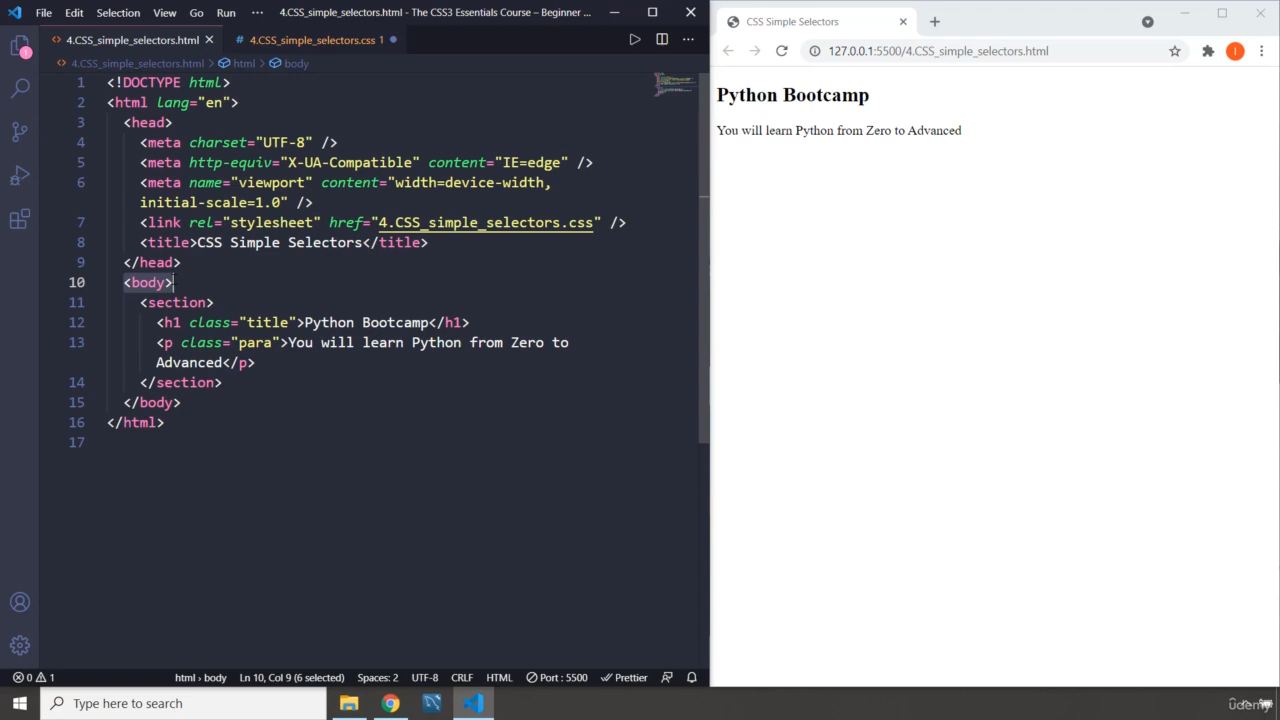 File Edit Selection View Go Run ··· 4.CSS_simple_selectors.html - The CSS3 Essentials Course – Beginner ...
4.CSS_simple_selectors.html
# 4.CSS_simple_selectors.css 1
4.CSS_simple_selectors.html > html > body
1 <!DOCTYPE html>
2 <html lang="en">
3 <head>
4 <meta charset="UTF-8" />
5 <meta http-equiv="X-UA-Compatible" content="IE=edge" />
6 <meta name="viewport" content="width=device-width,
initial-scale=1.0" />
7 <link rel="stylesheet" href="4.CSS_simple_selectors.css" />
8 <title>CSS Simple Selectors</title>
9 </head>
10 <body>
11 <section>
12 <h1 class="title">Python Bootcamp</h1>
13 <p class="para">You will learn Python from Zero to
Advanced</p>
14 </section>
15 </body>
16 </html>
17
1
0 1 html > body Ln 10, Col 9 (6 selected) Spaces: 2 UTF-8 CRLF HTML Port : 5500 Prettier
CSS Simple Selectors
127.0.0.1:5500/4.CSS_simple_selectors.html
I
Python Bootcamp
You will learn Python from Zero to Advanced
Type here to search
udemy